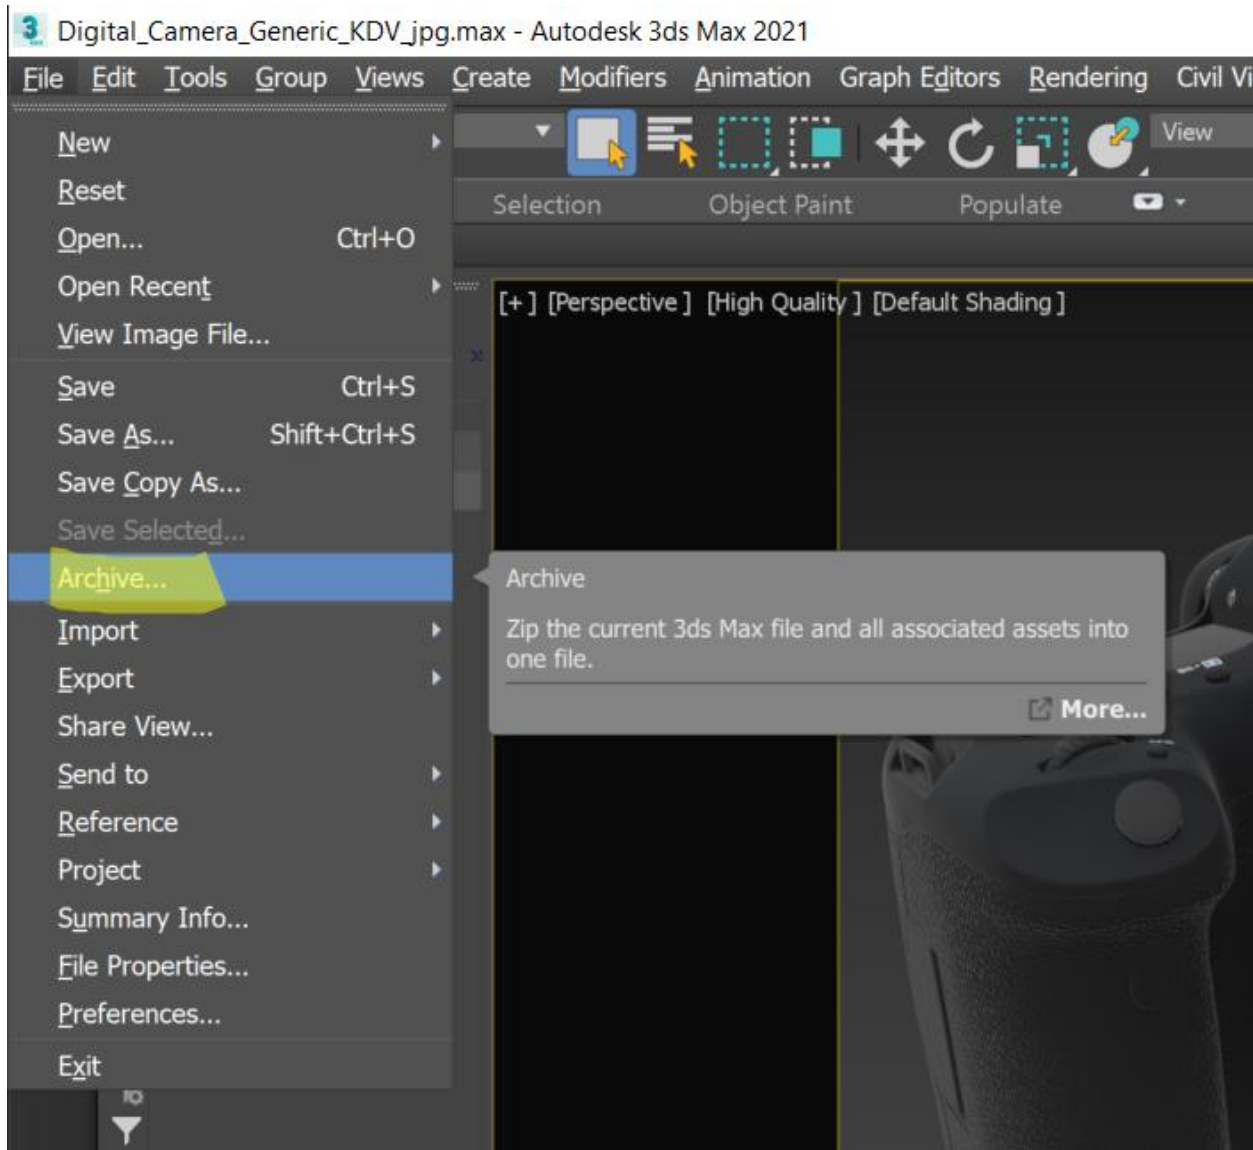 Digital_Camera_Generic_KDV_jpg.max - Autodesk 3ds Max 2021
File Edit Tools Group Views Create Modifiers Animation Graph Editors Rendering Civil Vi
View
Selection Object Paint Populate
New
Reset
Open... Ctrl+O
Open Recent
View Image File...
Save Ctrl+S
Save As... Shift+Ctrl+S
Save Copy As...
Save Selected...
Archive...
Import
Export
Share View...
Send to
Reference
Project
Summary Info...
File Properties...
Preferences...
Exit
[+] [Perspective] [High Quality] [Default Shading]
Archive
Zip the current 3ds Max file and all associated assets into
one file.
More...